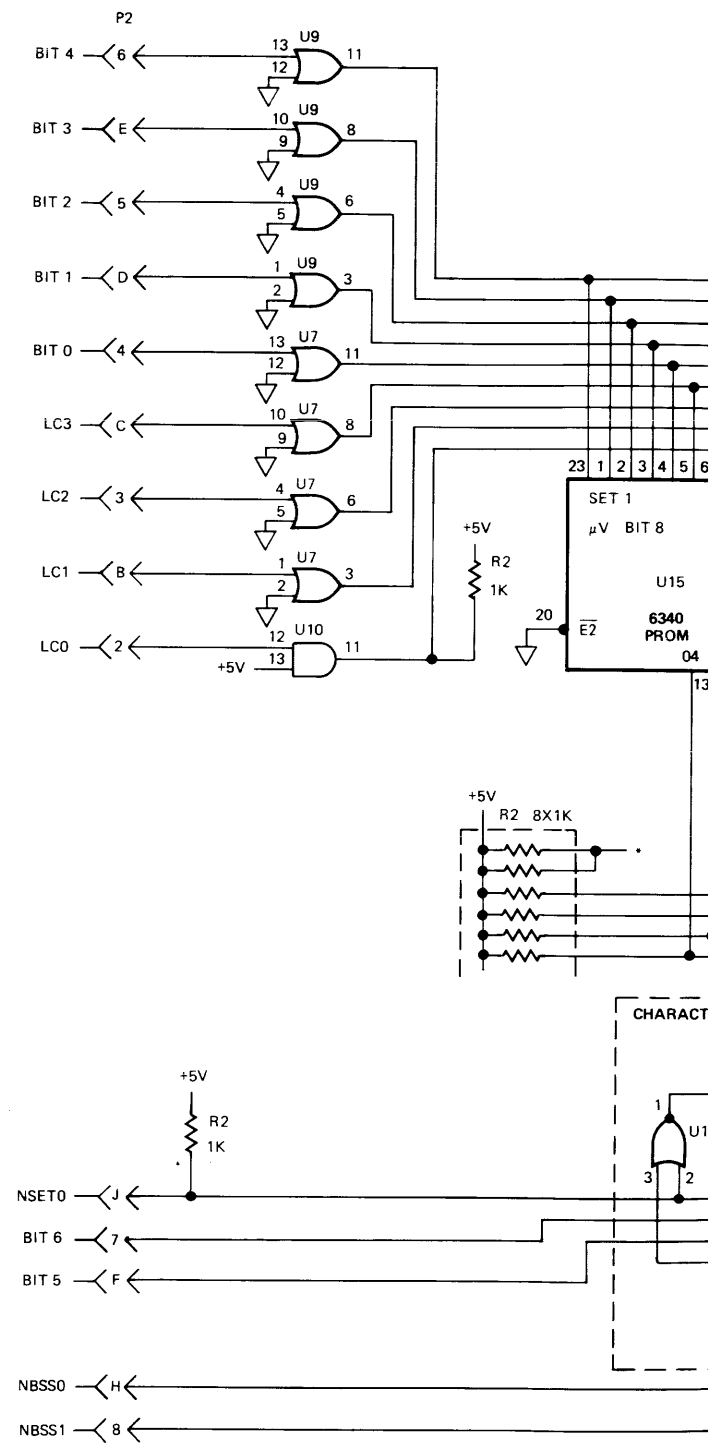 P2
BIT 4 6 13 12 U9 11
BIT 3 E 10 9 U9 8
BIT 2 5 4 5 U9 6
BIT 1 D 1 2 U9 3
BIT 0 4 13 12 U7 11
LC3 C 10 9 U7 8
LC2 3 4 5 U7 6
LC1 B 1 2 U7 3
LC0 2 12 U10 11
+5V 13
+5V
R2
1K
23 1 2 3 4 5 6
SET 1
µV BIT 8
U15
20 E2
6340
PROM
04
13
+5V
R2 8X1K
*
CHARACT
1
U1
3 2
+5V
R2
1K
NSET0 J
BIT 6 7
BIT 5 F
NBSS0 H
NBSS1 8